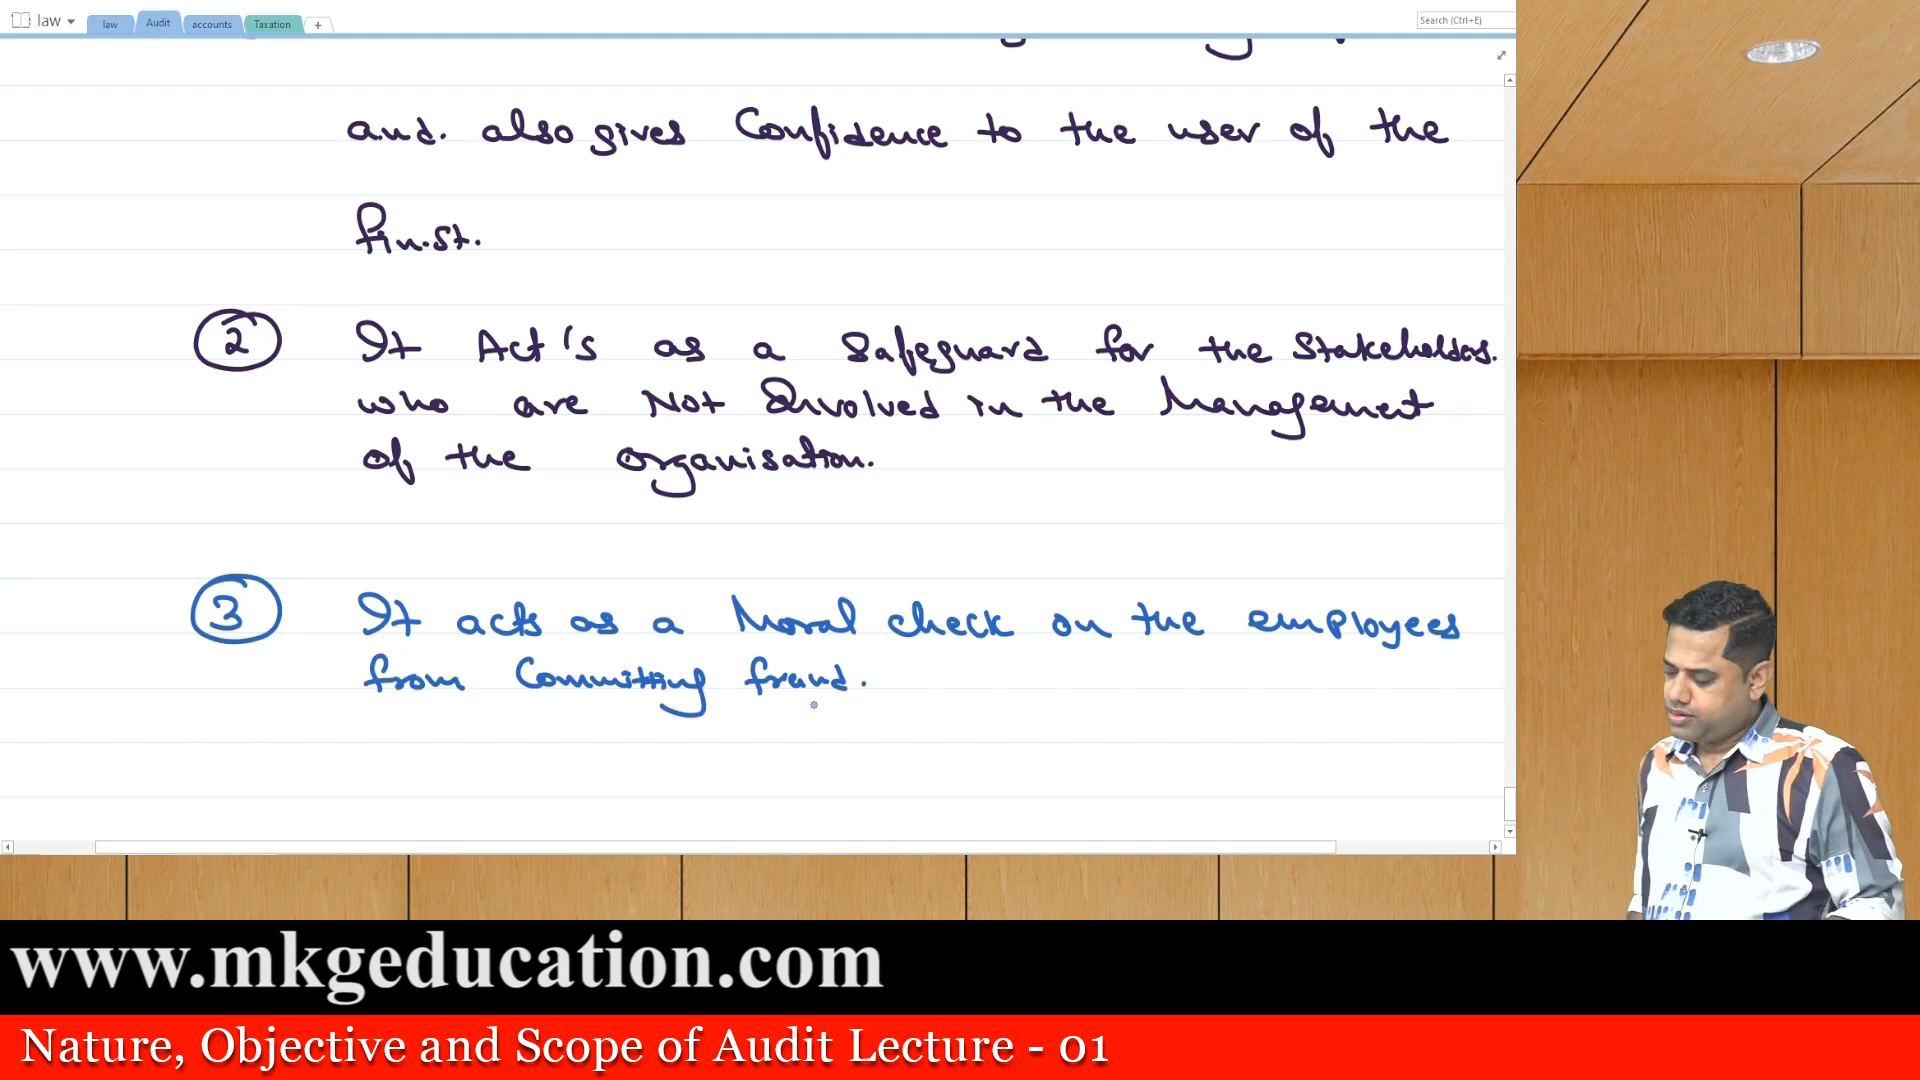 law
law Audit accounts Taxation +
Search (Ctrl+E)
and. also gives Confidence to the user of the
fin.st.
2 It Act's as a Safeguard for the Stakeholders.
who are Not Involved in the Management
of the organisation.
3 It acts as a Moral check on the employees
from Committing fraud.
www.mkgeducation.com
Nature, Objective and Scope of Audit Lecture - 01